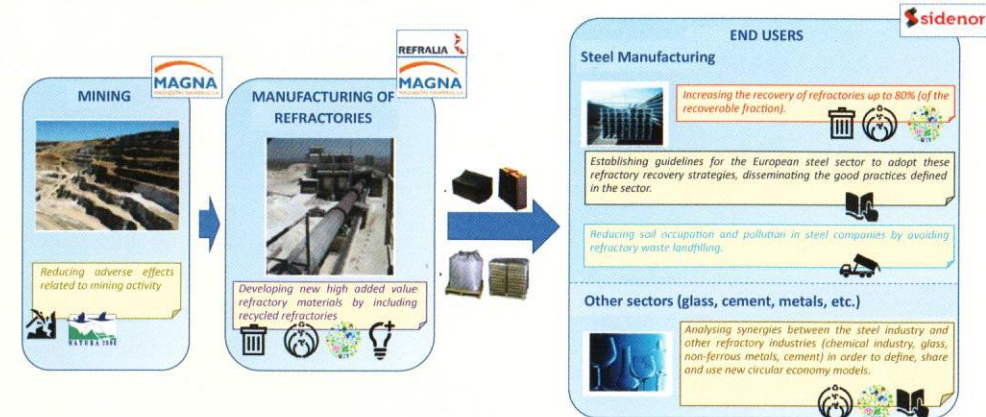 MAGNA
MINING
Reducing adverse effects
related to mining activity
REFRALIA
MAGNA
MANUFACTURING OF
REFRACTORIES
Developing new high added value
refractory materials by including
recycled refractories
sidenor
END USERS
Steel Manufacturing
Increasing the recovery of refractories up to 80% (of the
recoverable fraction).
Establishing guidelines for the European steel sector to adopt these
refractory recovery strategies, disseminating the good practices defined
in the sector.
Reducing soil occupation and pollution in steel companies by avoiding
refractory waste landfilling.
Other sectors (glass, cement, metals, etc.)
Analysing synergies between the steel industry and
other refractory industries (chemical industry, glass,
non-ferrous metals, cement) in order to define, share
and use new circular economy models.